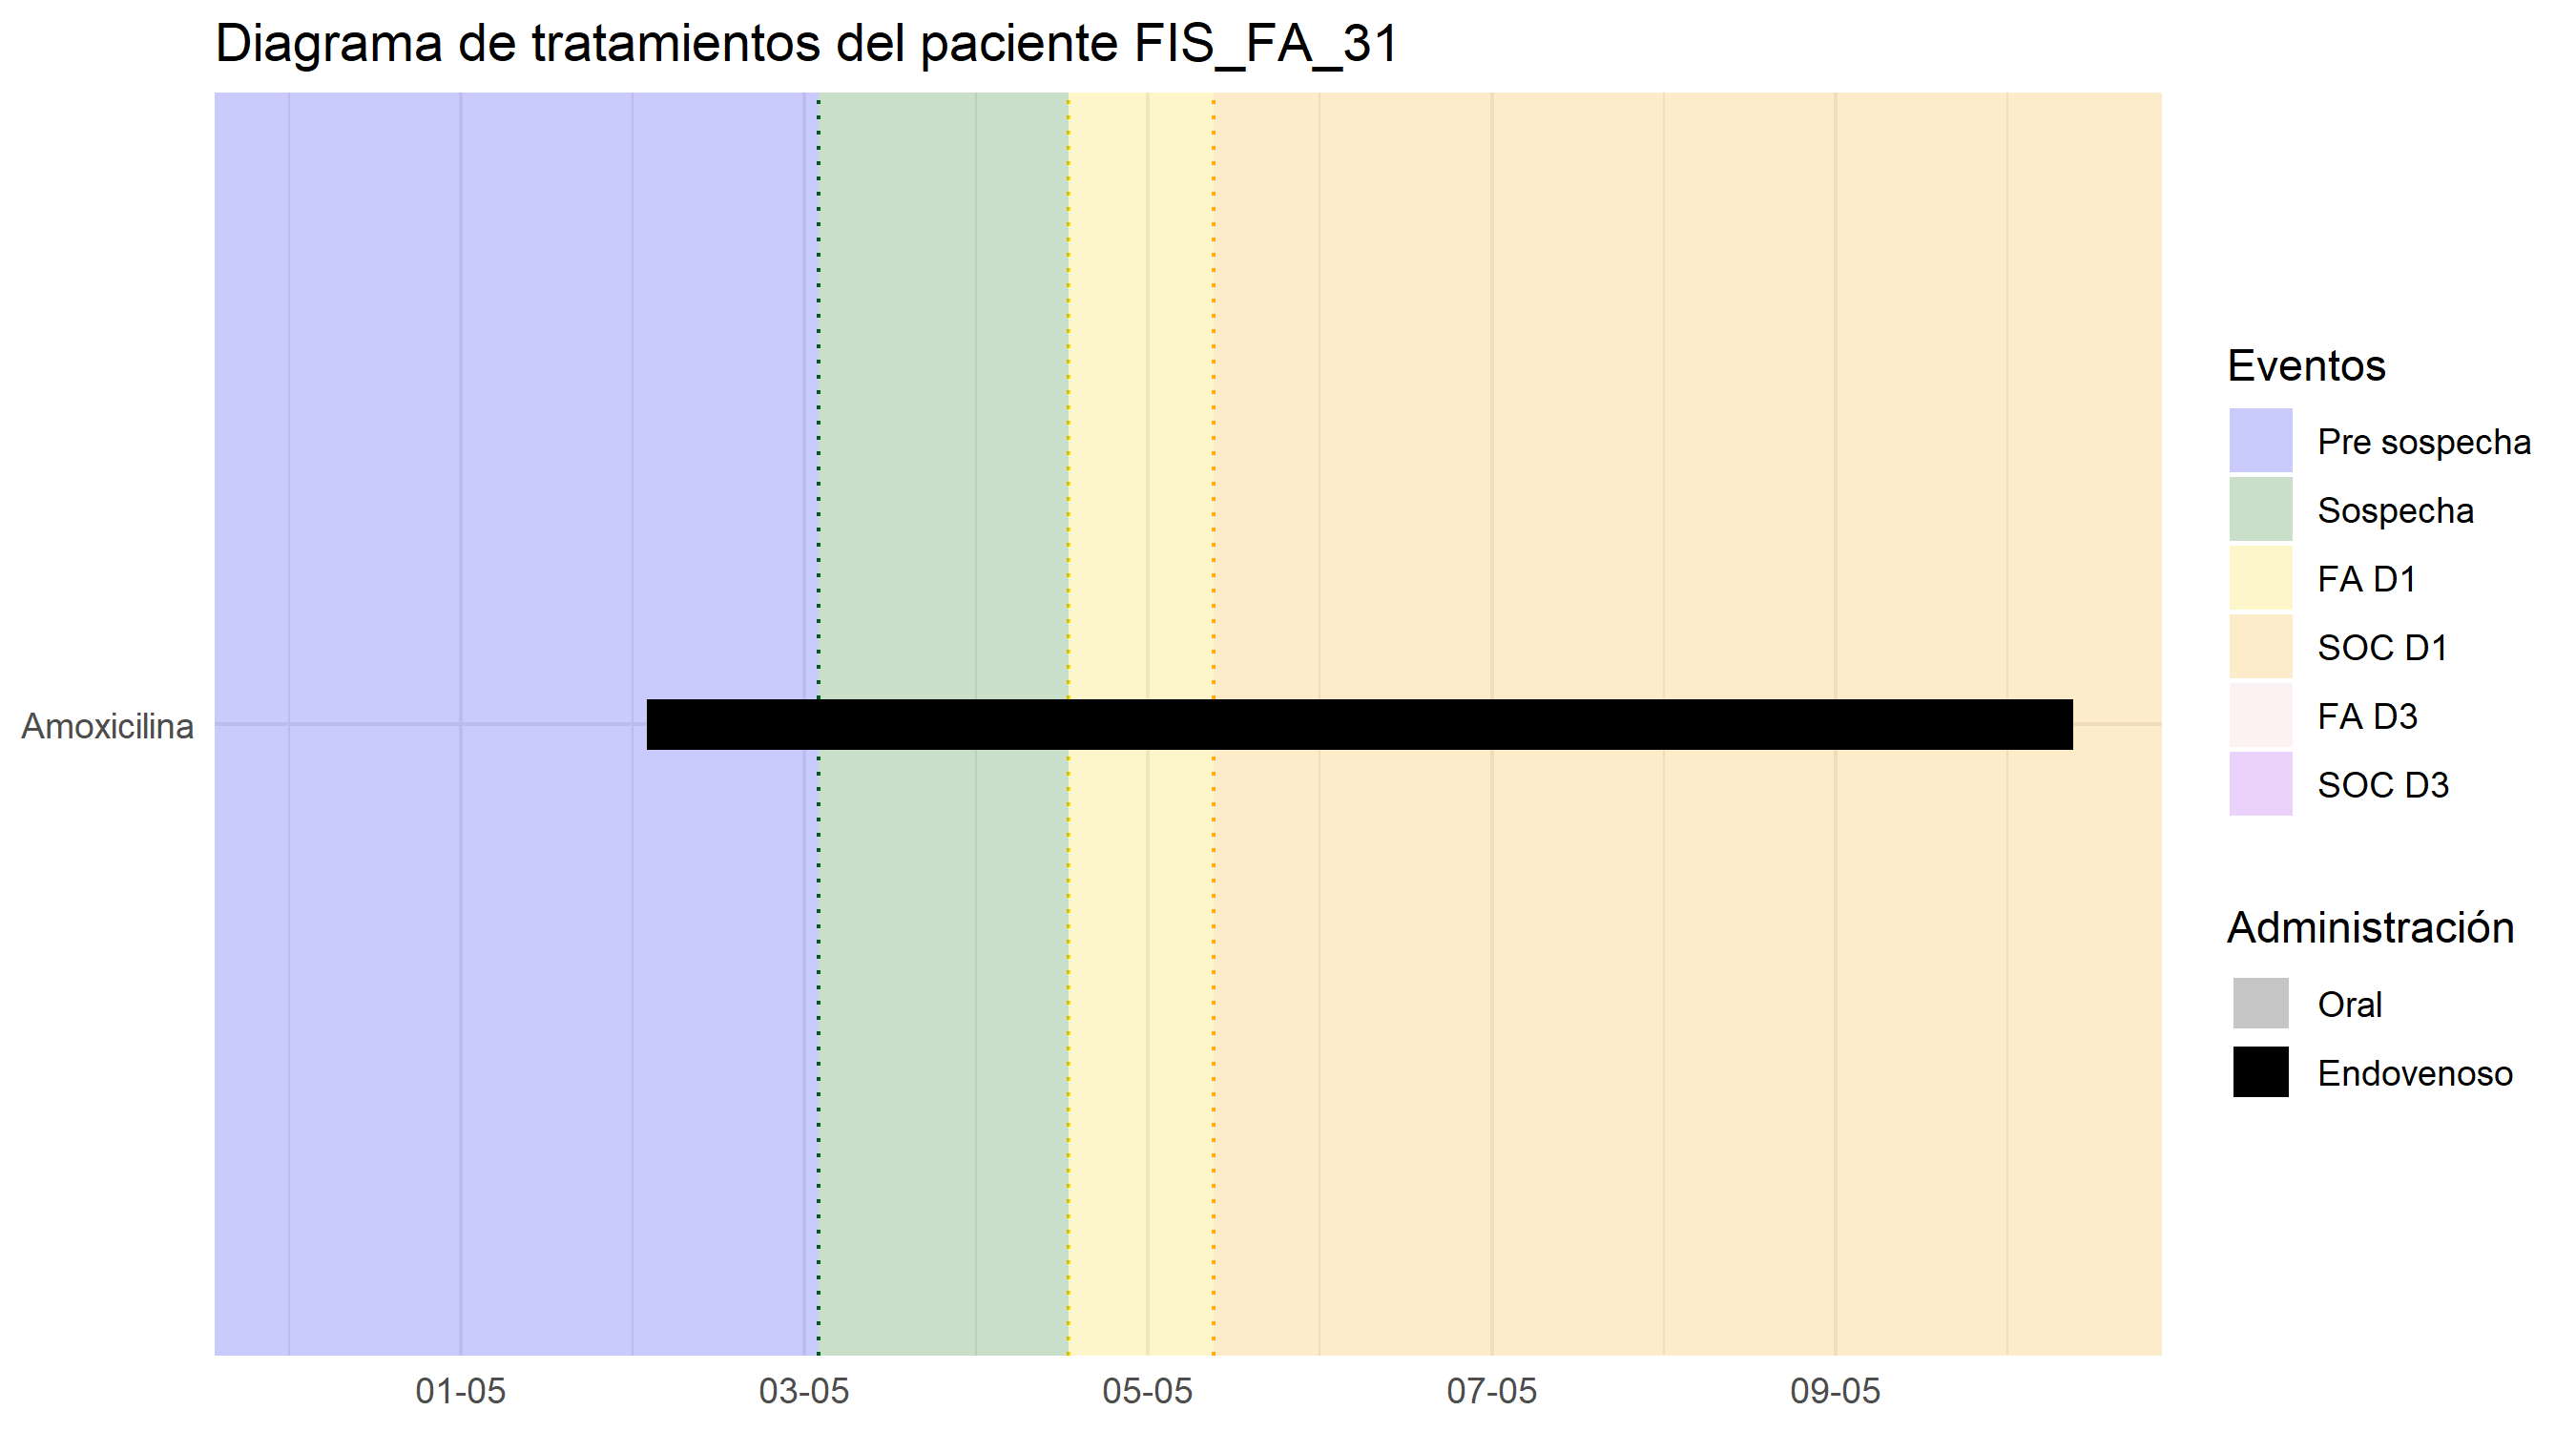 Diagrama de tratamientos del paciente FIS_FA_31
Amoxicilina
01-05
03-05
05-05
07-05
09-05
Eventos
Pre sospecha
Sospecha
FA D1
SOC D1
FA D3
SOC D3
Administración
Oral
Endovenoso